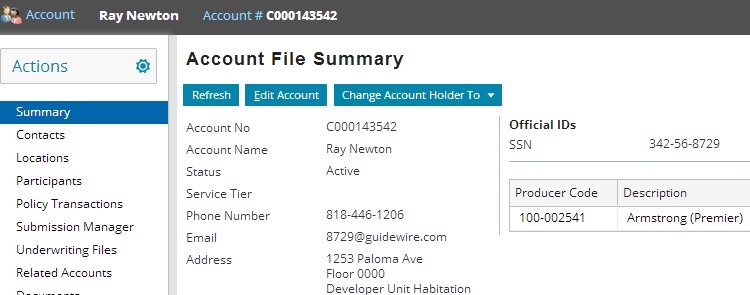 Account Ray Newton Account # C000143542
Actions
Summary
Contacts
Locations
Participants
Policy Transactions
Submission Manager
Underwriting Files
Related Accounts
Documents
Account File Summary
Refresh Edit Account Change Account Holder To
Account No C000143542
Account Name Ray Newton
Status Active
Service Tier
Phone Number 818-446-1206
Email 8729@guidewire.com
Address 1253 Paloma Ave
Floor 0000
Developer Unit Habitation
Official IDs
SSN 342-56-8729
Producer Code Description
100-002541 Armstrong (Premier)